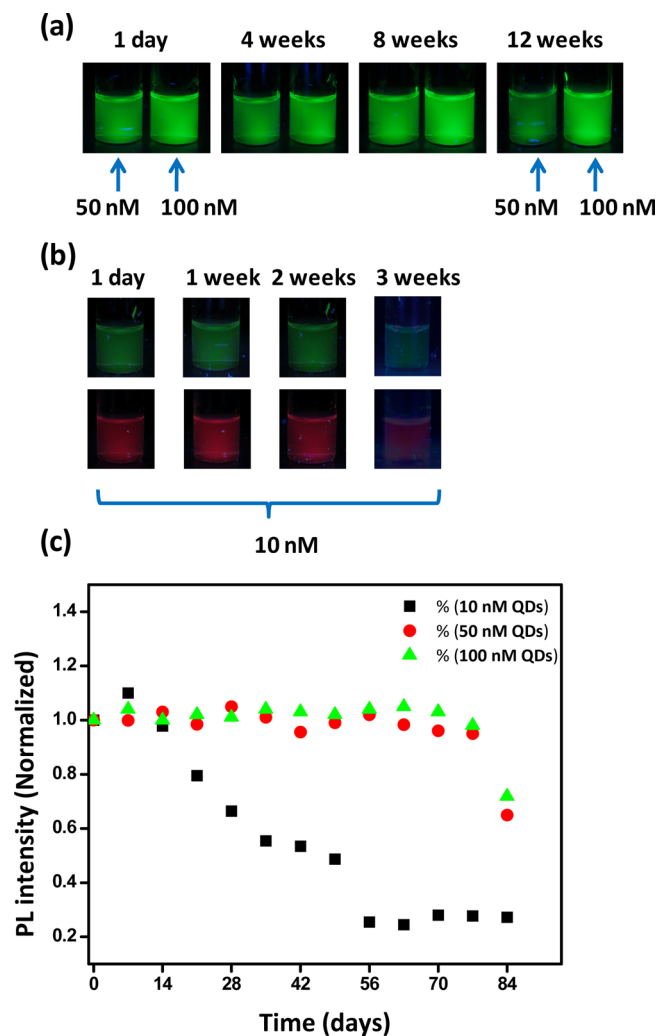 (a)
1 day 4 weeks 8 weeks 12 weeks
50 nM 100 nM 50 nM 100 nM
(b)
1 day 1 week 2 weeks 3 weeks
10 nM
(c)
1.4
1.2
1.0
0.8
0.6
0.4
0.2
PL intensity (Normalized)
% (10 nM QDs)
% (50 nM QDs)
% (100 nM QDs)
0 14 28 42 56 70 84
Time (days)